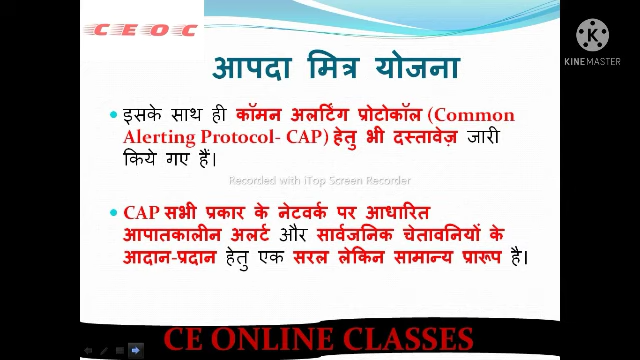 CEOC
KINEMASTER
आपदा मित्र योजना
• इसके साथ ही कॉमन अलर्टिंग प्रोटोकॉल (Common
Alerting Protocol- CAP) हेतु भी दस्तावेज़ जारी
किये गए हैं।
Recorded with iTop Screen Recorder
• CAP सभी प्रकार के नेटवर्क पर आधारित
आपातकालीन अलर्ट और सार्वजनिक चेतावनियों के
आदान-प्रदान हेतु एक सरल लेकिन सामान्य प्रारूप है।
CE ONLINE CLASSES